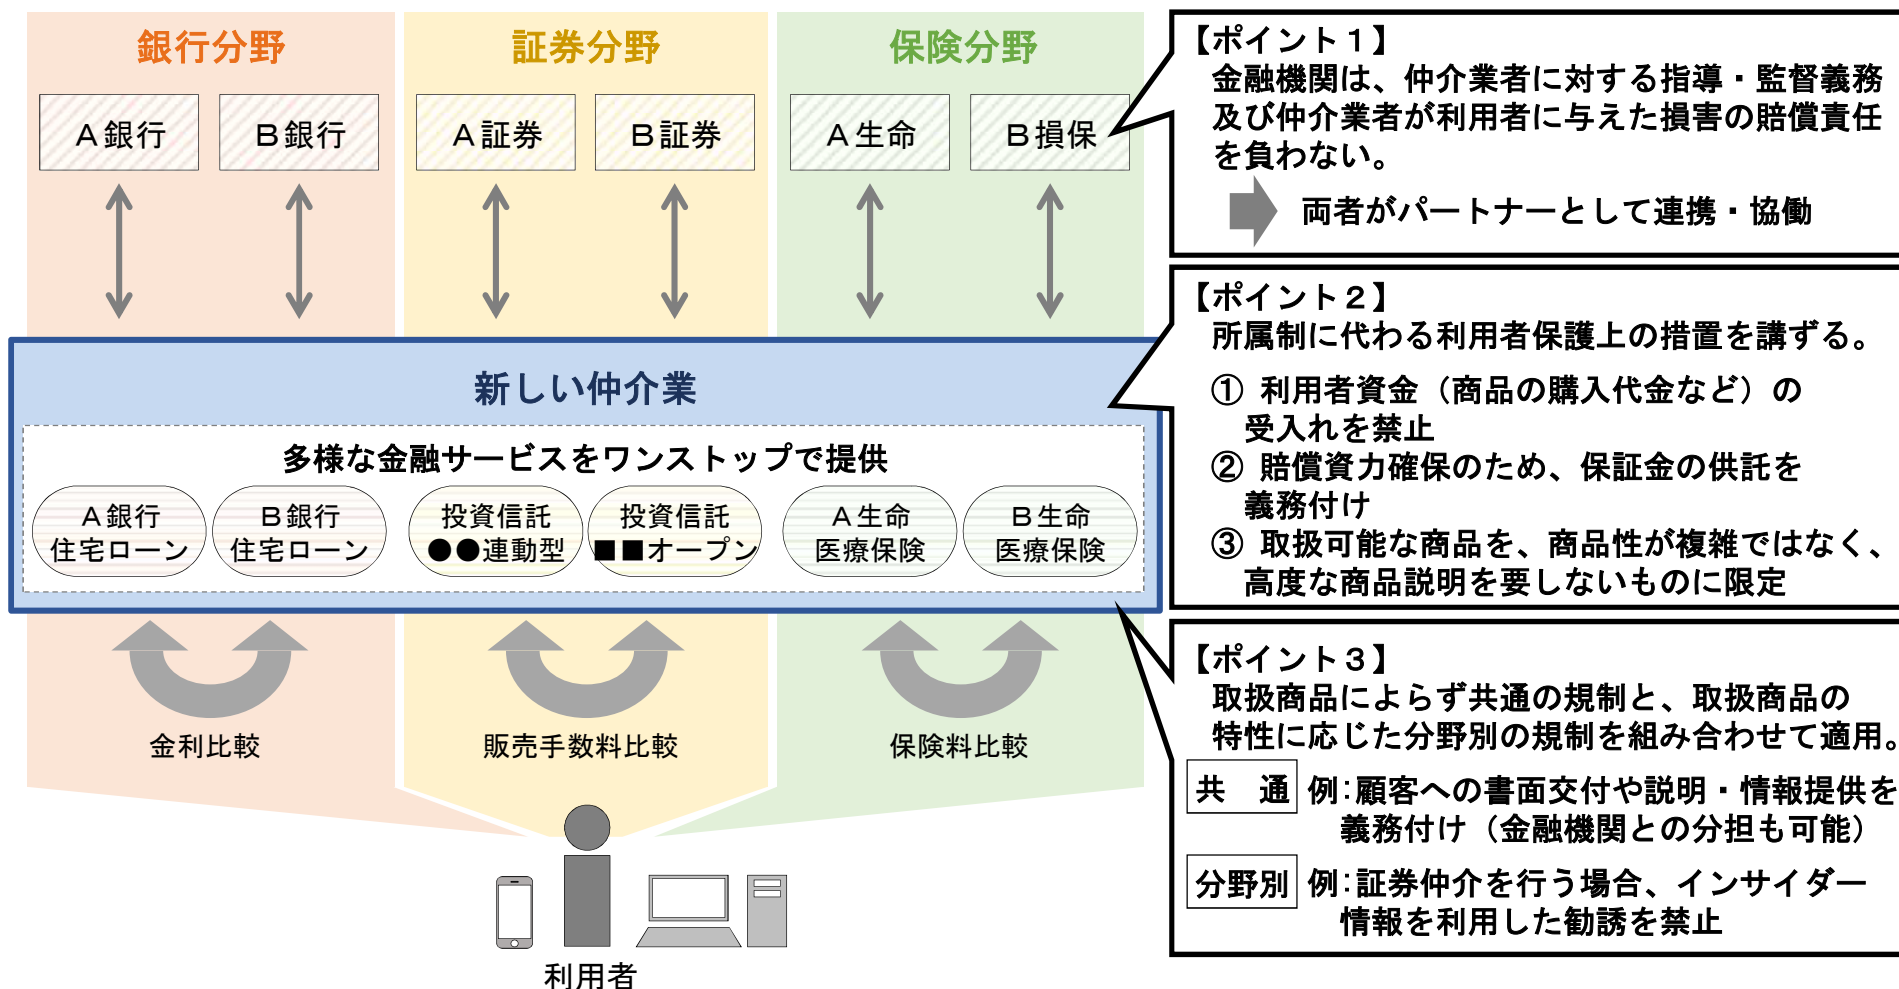 銀行分野
証券分野
保険分野
A銀行
B銀行
A証券
B証券
A生命
B損保
新しい仲介業
多様な金融サービスをワンストップで提供
A銀行
住宅ローン
B銀行
住宅ローン
投資信託
●●連動型
投資信託
■■オープン
A生命
医療保険
B生命
医療保険
金利比較
販売手数料比較
保険料比較
利用者
【ポイント1】
金融機関は、仲介業者に対する指導・監督義務
及び仲介業者が利用者に与えた損害の賠償責任
を負わない。
両者がパートナーとして連携・協働
【ポイント2】
所属制に代わる利用者保護上の措置を講ずる。
① 利用者資金(商品の購入代金など)の
受入れを禁止
② 賠償資力確保のため、保証金の供託を
義務付け
③ 取扱可能な商品を、商品性が複雑ではなく、
高度な商品説明を要しないものに限定
【ポイント3】
取扱商品によらず共通の規制と、取扱商品の
特性に応じた分野別の規制を組み合わせて適用。
共 通 例:顧客への書面交付や説明・情報提供を
義務付け(金融機関との分担も可能)
分野別 例:証券仲介を行う場合、インサイダー
情報を利用した勧誘を禁止